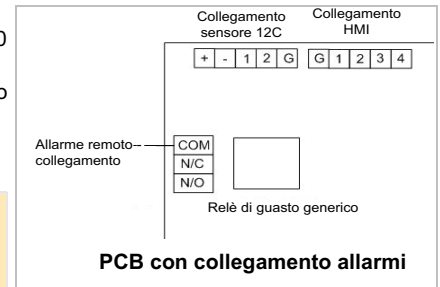 Collegamento
sensore 12C
Collegamento
HMI
+ - 1 2 G
G 1 2 3 4
0
o
Allarme remoto
collegamento
COM
N/C
N/O
Relè di guasto generico
PCB con collegamento allarmi